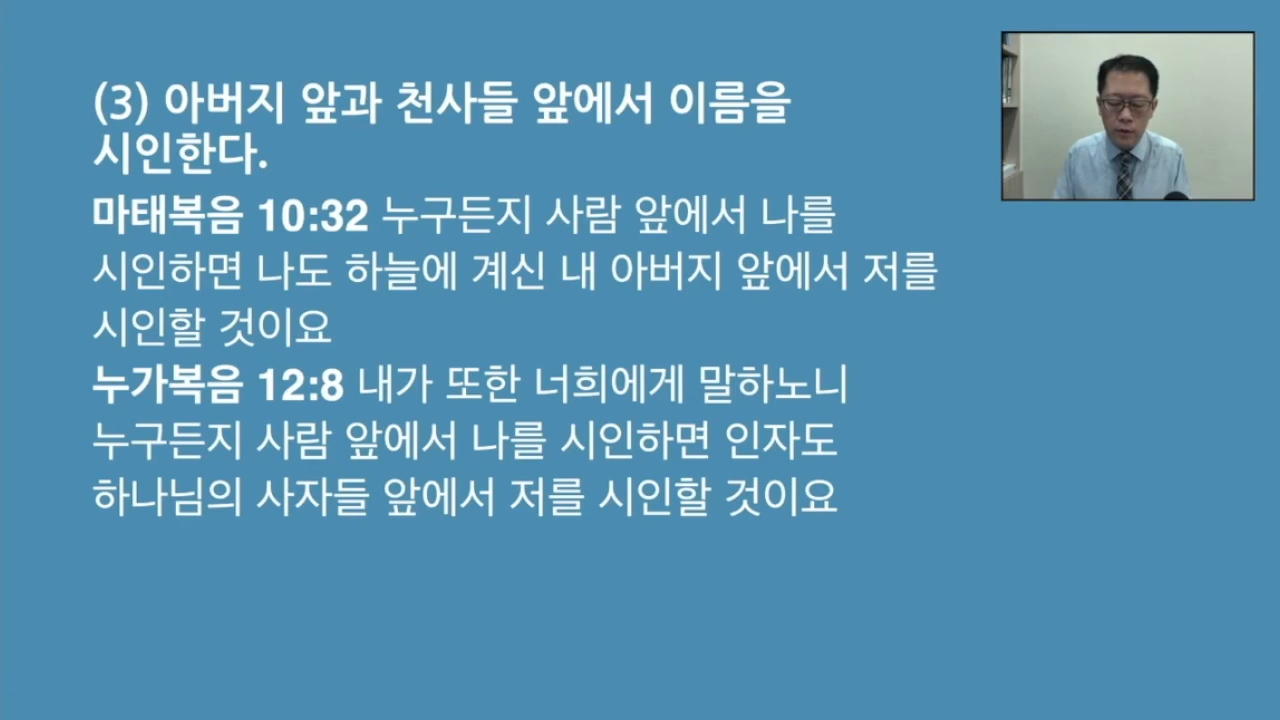 (3) 아버지 앞과 천사들 앞에서 이름을
시인한다.
마태복음 10:32 누구든지 사람 앞에서 나를
시인하면 나도 하늘에 계신 내 아버지 앞에서 저를
시인할 것이요
누가복음 12:8 내가 또한 너희에게 말하노니
누구든지 사람 앞에서 나를 시인하면 인자도
하나님의 사자들 앞에서 저를 시인할 것이요